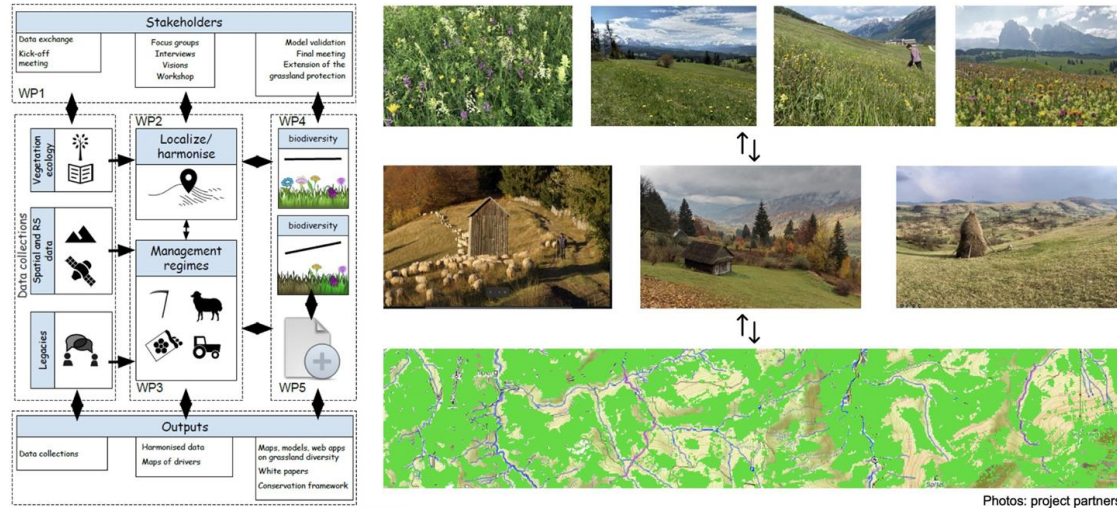 Stakeholders
Data exchange
Kick-off
meeting
Focus groups
Interviews
Visions
Workshop
Model validation
Final meeting
Extension of the
grassland protection
WP1
WP2
WP4
Data collections
Vegetation
ecology
Localize/
harmonise
biodiversity
Spatial and RS
data
Management
regimes
biodiversity
Legacies
WP3
WP5
Outputs
Data collections
Harmonised data
Maps of drivers
Maps, models, web apps
on grassland diversity
White papers
Conservation framework
Photos: project partners